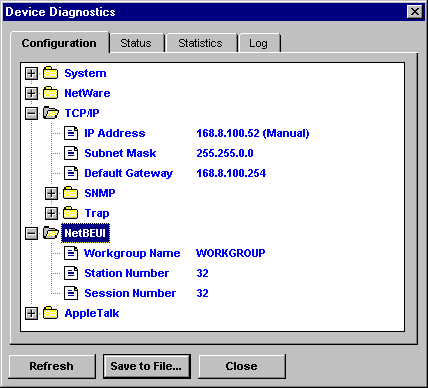 Device Diagnostics
Configuration Status Statistics Log
System
NetWare
TCP/IP
IP Address 168.8.100.52 (Manual)
Subnet Mask 255.255.0.0
Default Gateway 168.8.100.254
SNMP
Trap
NetBEUI
Workgroup Name WORKGROUP
Station Number 32
Session Number 32
AppleTalk
Refresh Save to File... Close